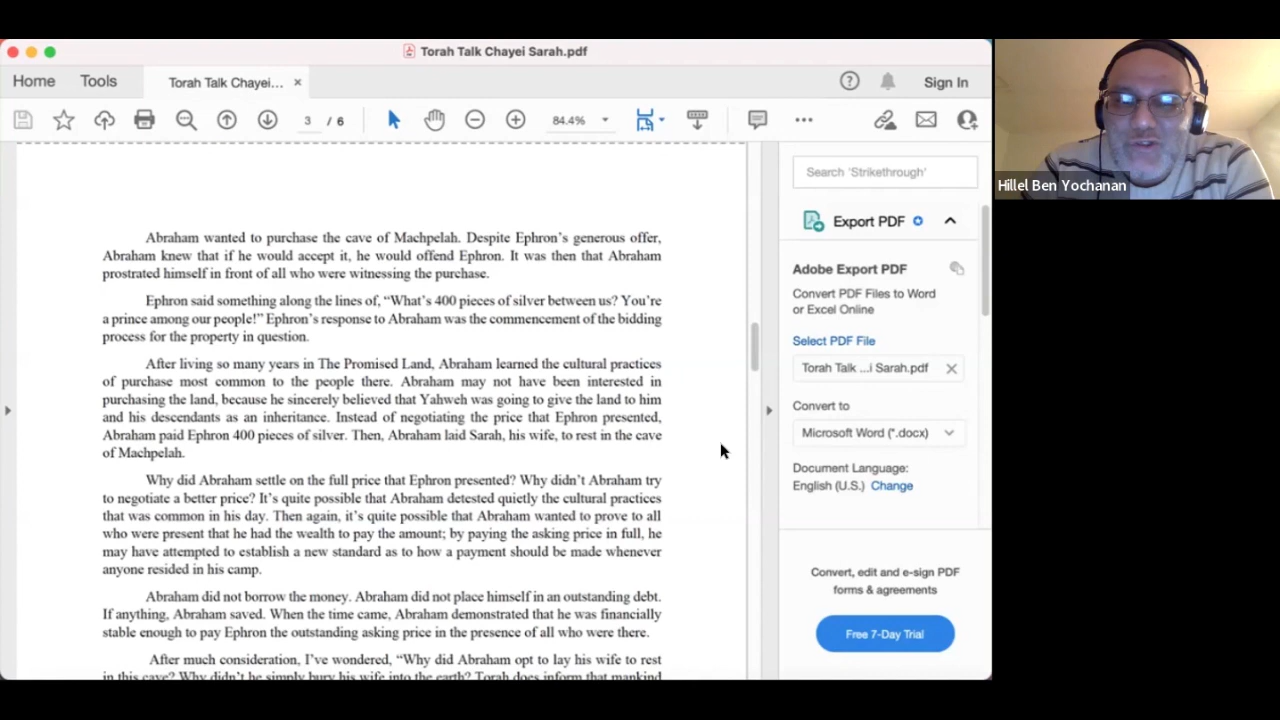 Torah Talk Chayei Sarah.pdf
Home
Tools
Torah Talk Chayei...
Sign In
3 / 6
84.4%
Abraham wanted to purchase the cave of Machpelah. Despite Ephron's generous offer,
Abraham knew that if he would accept it, he would offend Ephron. It was then that Abraham
prostrated himself in front of all who were witnessing the purchase.
Ephron said something along the lines of, “What's 400 pieces of silver between us? You're
a prince among our people!” Ephron's response to Abraham was the commencement of the bidding
process for the property in question.
After living so many years in The Promised Land, Abraham learned the cultural practices
of purchase most common to the people there. Abraham may not have been interested in
purchasing the land, because he sincerely believed that Yahweh was going to give the land to him
and his descendants as an inheritance. Instead of negotiating the price that Ephron presented,
Abraham paid Ephron 400 pieces of silver. Then, Abraham laid Sarah, his wife, to rest in the cave
of Machpelah.
Why did Abraham settle on the full price that Ephron presented? Why didn't Abraham try
to negotiate a better price? It's quite possible that Abraham detested quietly the cultural practices
that was common in his day. Then again, it's quite possible that Abraham wanted to prove to all
who were present that he had the wealth to pay the amount; by paying the asking price in full, he
may have attempted to establish a new standard as to how a payment should be made whenever
anyone resided in his camp.
Abraham did not borrow the money. Abraham did not place himself in an outstanding debt.
If anything, Abraham saved. When the time came, Abraham demonstrated that he was financially
stable enough to pay Ephron the outstanding asking price in the presence of all who were there.
After much consideration, I've wondered, “Why did Abraham opt to lay his wife to rest
in this cave? Why didn't he simply bury his wife into the earth? Torah does inform that mankind
Search 'Strikethrough'
Export PDF
Adobe Export PDF
Convert PDF Files to Word
or Excel Online
Select PDF File
Torah Talk ...i Sarah.pdf
Convert to
Microsoft Word (*.docx)
Document Language:
English (U.S.) Change
Convert, edit and e-sign PDF
forms & agreements
Free 7-Day Trial
Hillel Ben Yochanan